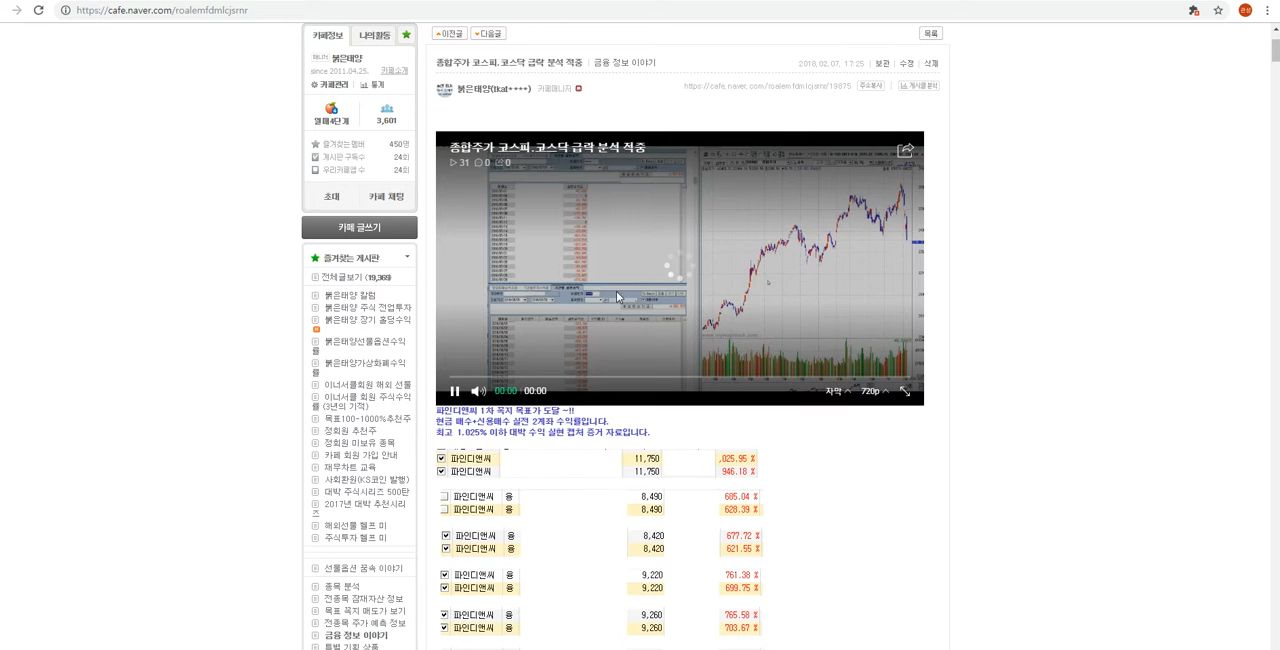 https://cafe.naver.com/roalemfdmlcjsrnr
카페정보
나의활동
매니저 붉은태양
since 2011.04.25.
카페소개
카페관리
통계
열매4단계
3,601
즐겨찾는 멤버
450명
게시판 구독수
24회
우리카페앱 수
24회
초대
카페 채팅
카페 글쓰기
즐겨찾는 게시판
전체글보기 (19,369)
붉은태양 칼럼
붉은태양 주식 전업투자
붉은태양 장기 홀딩수익
붉은태양선물옵션수익
률
붉은태양가상화폐수익
률
이너서클회원 해외 선물
이너서클 회원 주식수익
률 (3년의 기적)
목표100-1000%추천주
정회원 추천주
정회원 미보유 종목
카페 회원 가입 안내
재무차트 교육
사회환원(KS코인 발행)
대박 주식시리즈 500탄
2017년 대박 추천시리
즈
해외선물 헬프 미
주식투자 헬프 미
선물옵션 꿈속 이야기
종목 분석
전종목 잠재자산 정보
목표 꼭지 매도가 보기
전종목 주가 예측 정보
금융 정보 이야기
특별 기획 상품
이전글
다음글
목록
종합주가 코스피.코스닥 급락 분석 적중
금융 정보 이야기
2018.02.07. 17:25
보관
수정
삭제
붉은태양(tkat****)
카페매니저
https://cafe.naver.com/roalemfdmlcjsrnr/19875
주소복사
게시글 분석
종합주가 코스피.코스닥 급락 분석 적중
31
0
0
00:00
00:00
자막
720p
파인디앤씨 1차 꼭지 목표가 도달 ~!!
현금 매수+신용매수 실전 2계좌 수익률입니다.
최고 1.025% 이하 대박 수익 실현 캡쳐 증거 자료입니다.
파인디앤씨 11,750 ,025.95 %
파인디앤씨 11,750 946.18 %
파인디앤씨 융 8,490 685.04 %
파인디앤씨 융 8,490 628.39 %
파인디앤씨 융 8,420 677.72 %
파인디앤씨 융 8,420 621.55 %
파인디앤씨 융 9,220 761.38 %
파인디앤씨 융 9,220 699.75 %
파인디앤씨 융 9,260 765.58 %
파인디앤씨 융 9,260 703.67 %